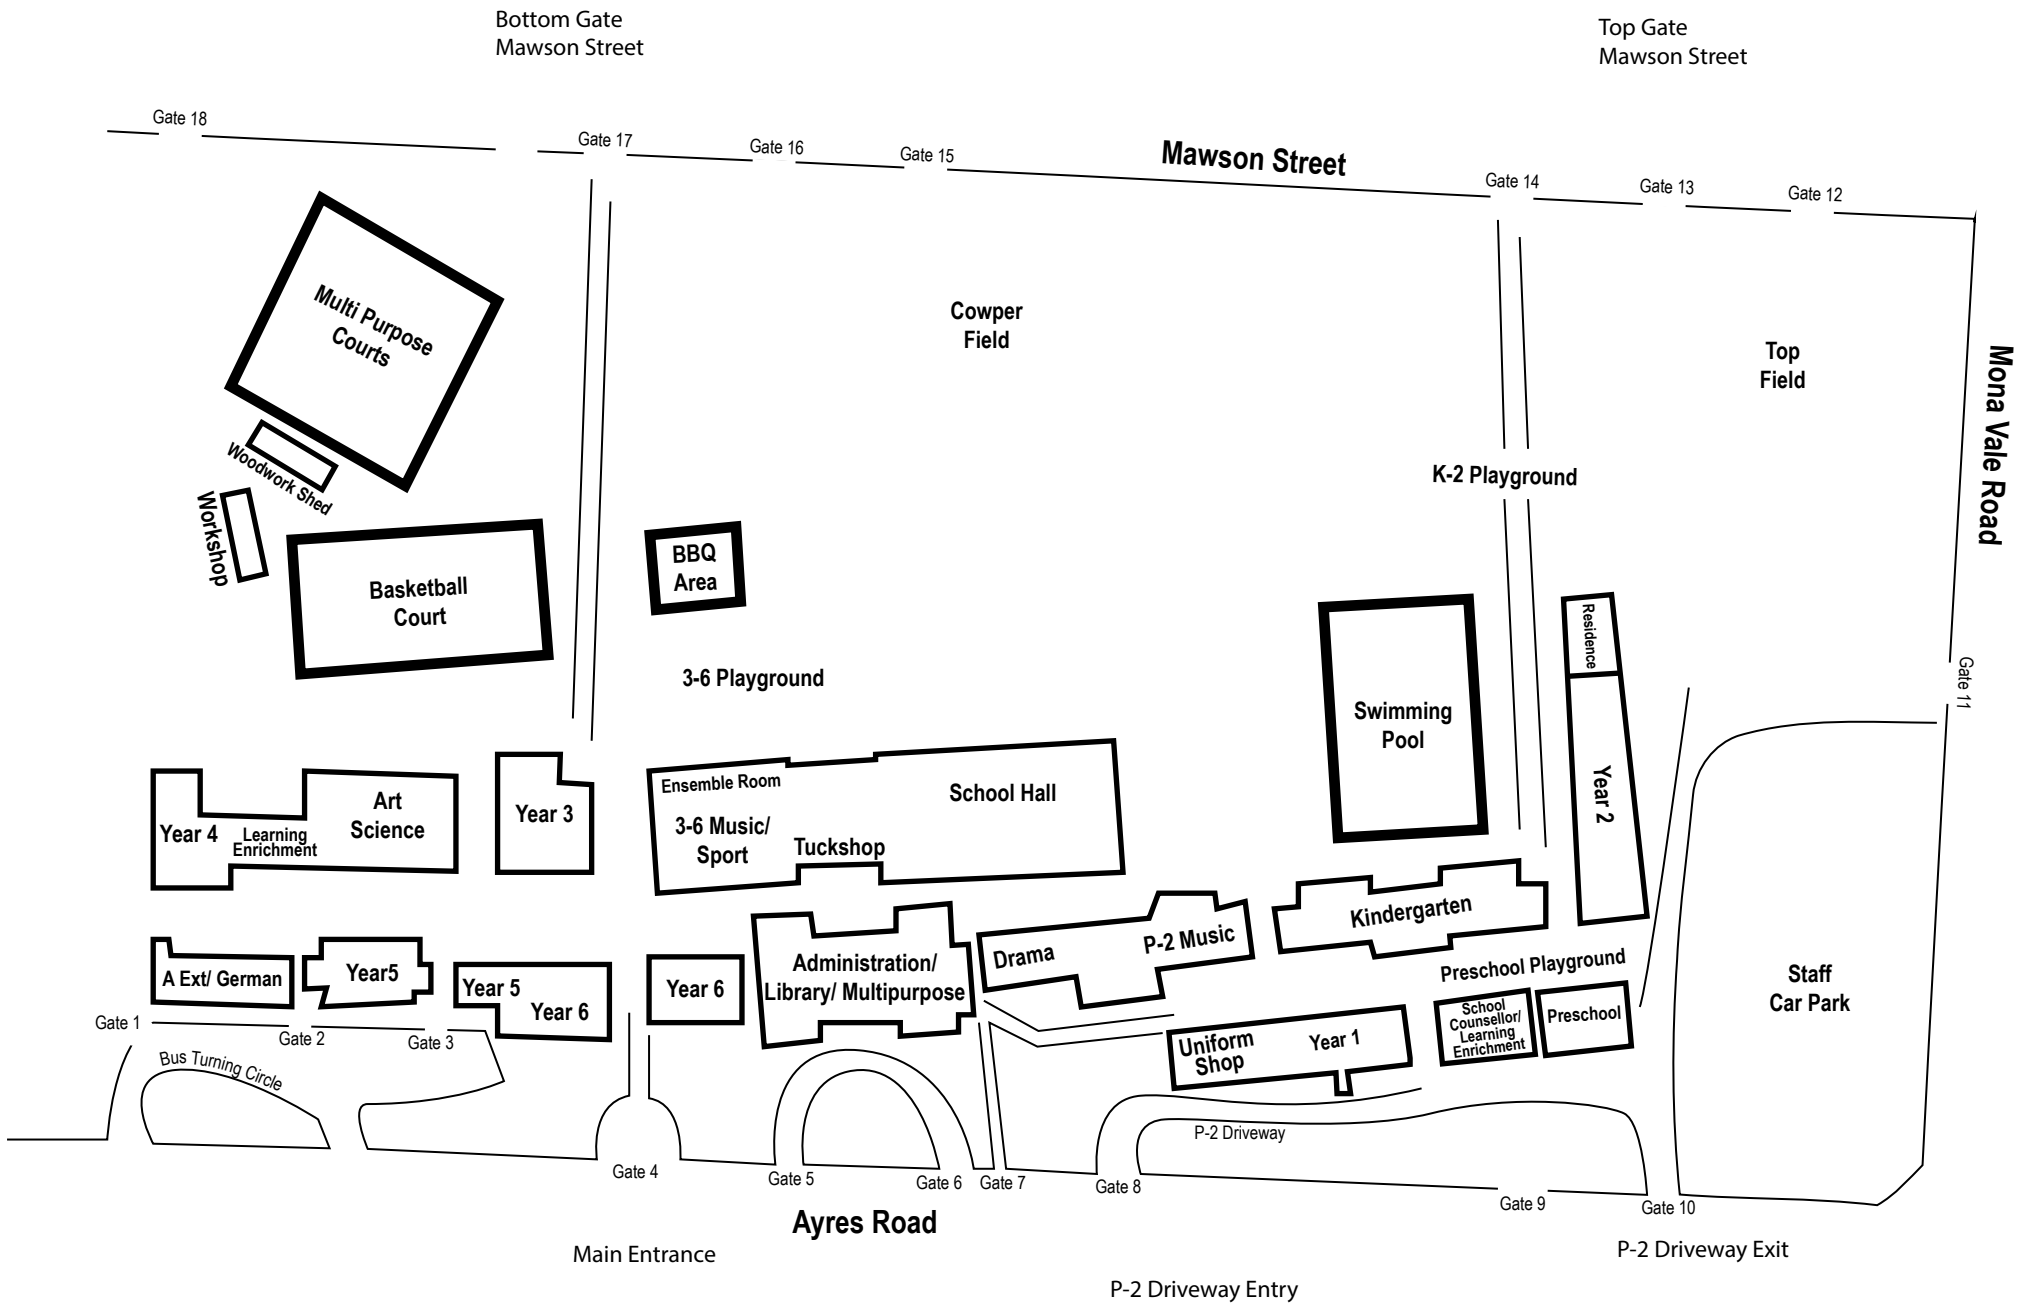 Bottom Gate
Mawson Street
Top Gate
Mawson Street
Gate 18
Gate 17
Gate 16
Gate 15
Mawson Street
Gate 14
Gate 13
Gate 12
Multi Purpose
Courts
Cowper
Field
Top
Field
Mona Vale Road
Woodwork Shed
K-2 Playground
Workshop
Basketball
Court
BBQ
Area
Residence
3-6 Playground
Gate 11
Swimming
Pool
Year 2
Ensemble Room
School Hall
Year 4
Learning
Enrichment
Art
Science
Year 3
3-6 Music/
Sport
Tuckshop
Kindergarten
Drama
P-2 Music
A Ext/ German
Year5
Year 5
Year 6
Year 6
Administration/
Library/ Multipurpose
Preschool Playground
Staff
Car Park
School
Counsellor/
Learning
Enrichment
Preschool
Uniform
Shop
Year 1
Gate 1
Gate 2
Gate 3
Bus Turning Circle
P-2 Driveway
Gate 4
Gate 5
Gate 6
Gate 7
Gate 8
Gate 9
Gate 10
Ayres Road
Main Entrance
P-2 Driveway Exit
P-2 Driveway Entry